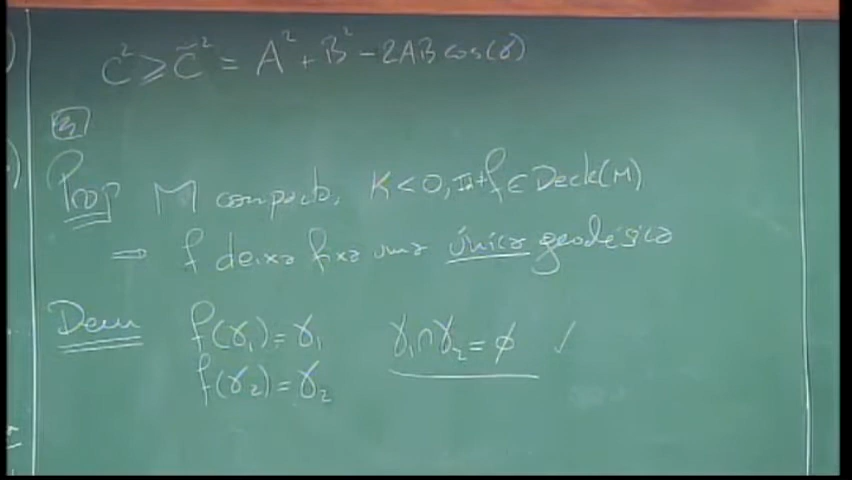 C² ≥ C̃² = A² + B² - 2AB cos(γ)
3)
Prop M compacto, K < 0, Id ≠ f ∈ Deck(M)
⇒ f deixa fixa uma única geodésica
Dem f(γ₁) = γ₁ γ₁ ∩ γ₂ = ∅ ✓
f(γ₂) = γ₂